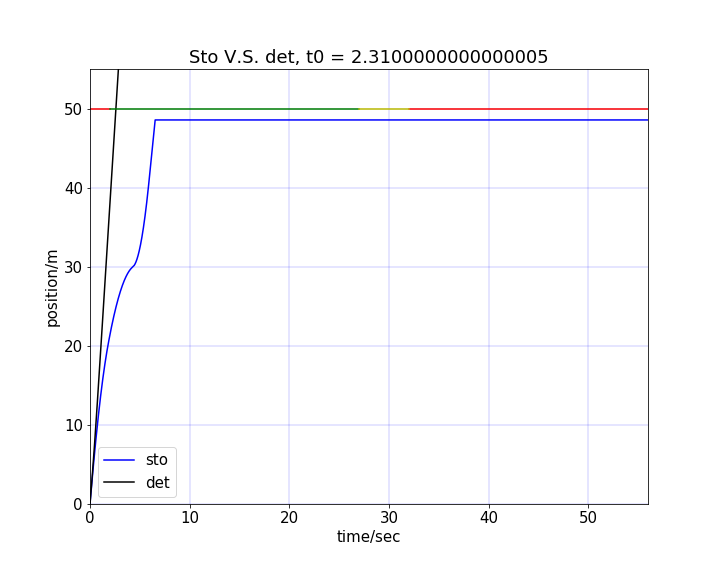 Sto V.S. det, t0 = 2.3100000000000005
50
40
30
20
10
0
position/m
sto
det
0 10 20 30 40 50
time/sec